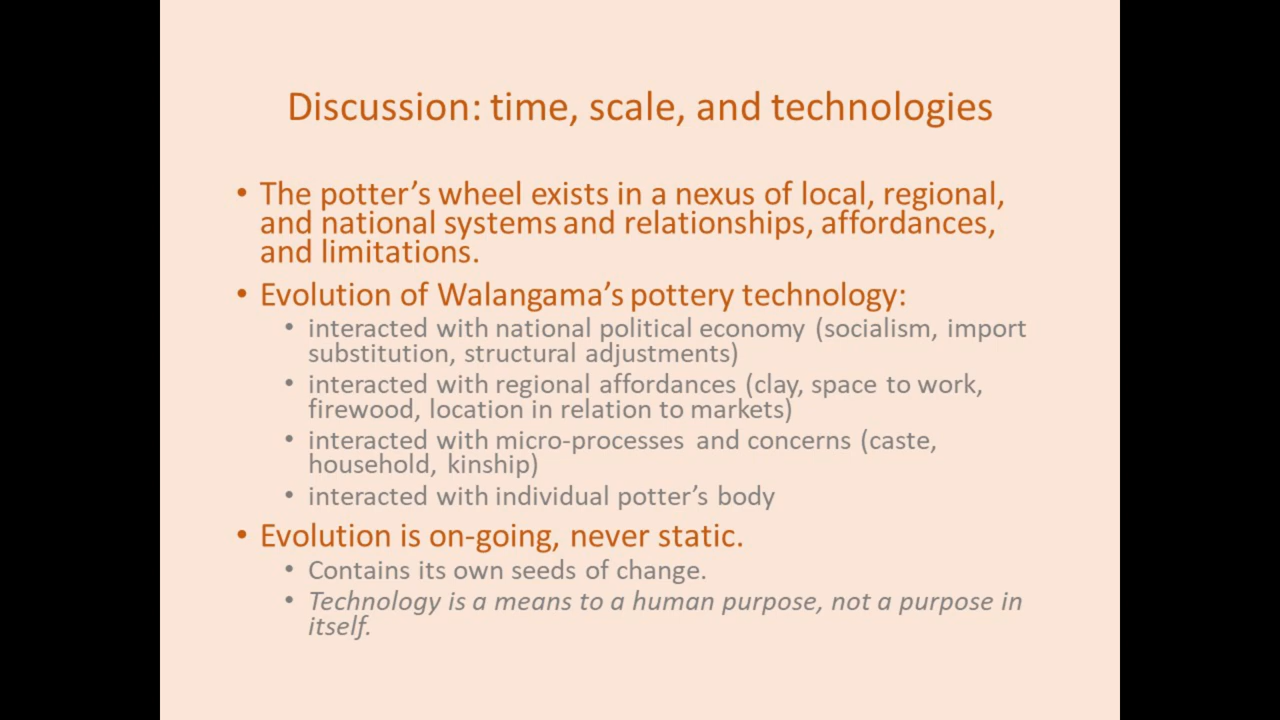 Discussion: time, scale, and technologies
• The potter’s wheel exists in a nexus of local, regional,
and national systems and relationships, affordances,
and limitations.
• Evolution of Walangama’s pottery technology:
• interacted with national political economy (socialism, import
substitution, structural adjustments)
• interacted with regional affordances (clay, space to work,
firewood, location in relation to markets)
• interacted with micro-processes and concerns (caste,
household, kinship)
• interacted with individual potter’s body
• Evolution is on-going, never static.
• Contains its own seeds of change.
• Technology is a means to a human purpose, not a purpose in
itself.